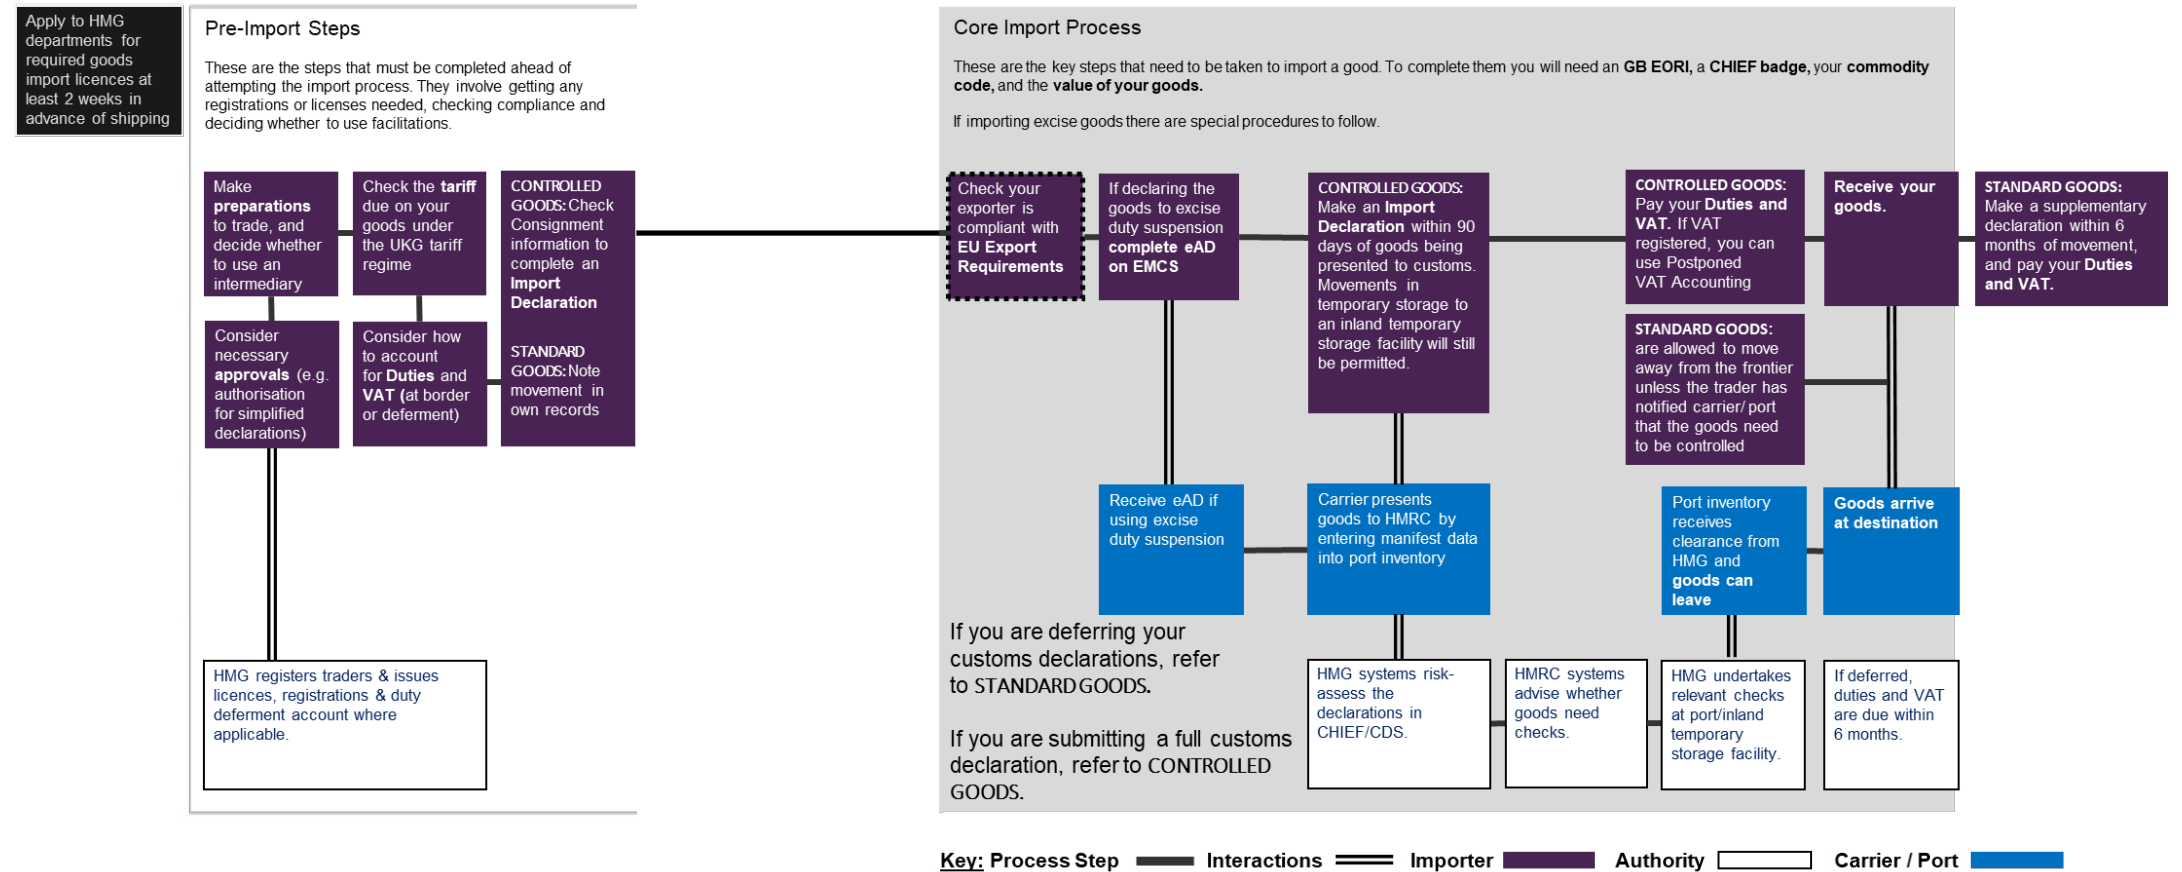 Apply to HMG
departments for
required goods
import licences at
least 2 weeks in
advance of shipping
Pre-Import Steps
These are the steps that must be completed ahead of
attempting the import process. They involve getting any
registrations or licenses needed, checking compliance and
deciding whether to use facilitations.
Make
preparations
to trade, and
decide whether
to use an
intermediary
Check the tariff
due on your
goods under
the UKG tariff
regime
CONTROLLED
GOODS: Check
Consignment
information to
complete an
Import
Declaration
STANDARD
GOODS: Note
movement in
own records
Consider
necessary
approvals (e.g.
authorisation
for simplified
declarations)
Consider how
to account
for Duties and
VAT (at border
or deferment)
HMG registers traders & issues
licences, registrations & duty
deferment account where
applicable.
Core Import Process
These are the key steps that need to be taken to import a good. To complete them you will need an GB EORI, a CHIEF badge, your commodity
code, and the value of your goods.
If importing excise goods there are special procedures to follow.
Check your
exporter is
compliant with
EU Export
Requirements
If declaring the
goods to excise
duty suspension
complete eAD
on EMCS
CONTROLLED GOODS:
Make an Import
Declaration within 90
days of goods being
presented to customs.
Movements in
temporary storage to
an inland temporary
storage facility will still
be permitted.
CONTROLLED GOODS:
Pay your Duties and
VAT. If VAT
registered, you can
use Postponed
VAT Accounting
Receive your
goods.
STANDARD GOODS:
Make a supplementary
declaration within 6
months of movement,
and pay your Duties
and VAT.
STANDARD GOODS:
are allowed to move
away from the frontier
unless the trader has
notified carrier/ port
that the goods need
to be controlled
Receive eAD if
using excise
duty suspension
Carrier presents
goods to HMRC by
entering manifest data
into port inventory
Port inventory
receives
clearance from
HMG and
goods can
leave
Goods arrive
at destination
If you are deferring your
customs declarations, refer
to STANDARD GOODS.
If you are submitting a full customs
declaration, refer to CONTROLLED
GOODS.
HMG systems risk-
assess the
declarations in
CHIEF/CDS.
HMRC systems
advise whether
goods need
checks.
HMG undertakes
relevant checks
at port/inland
temporary
storage facility.
If deferred,
duties and VAT
are due within
6 months.
Key: Process Step Interactions Importer Authority Carrier / Port